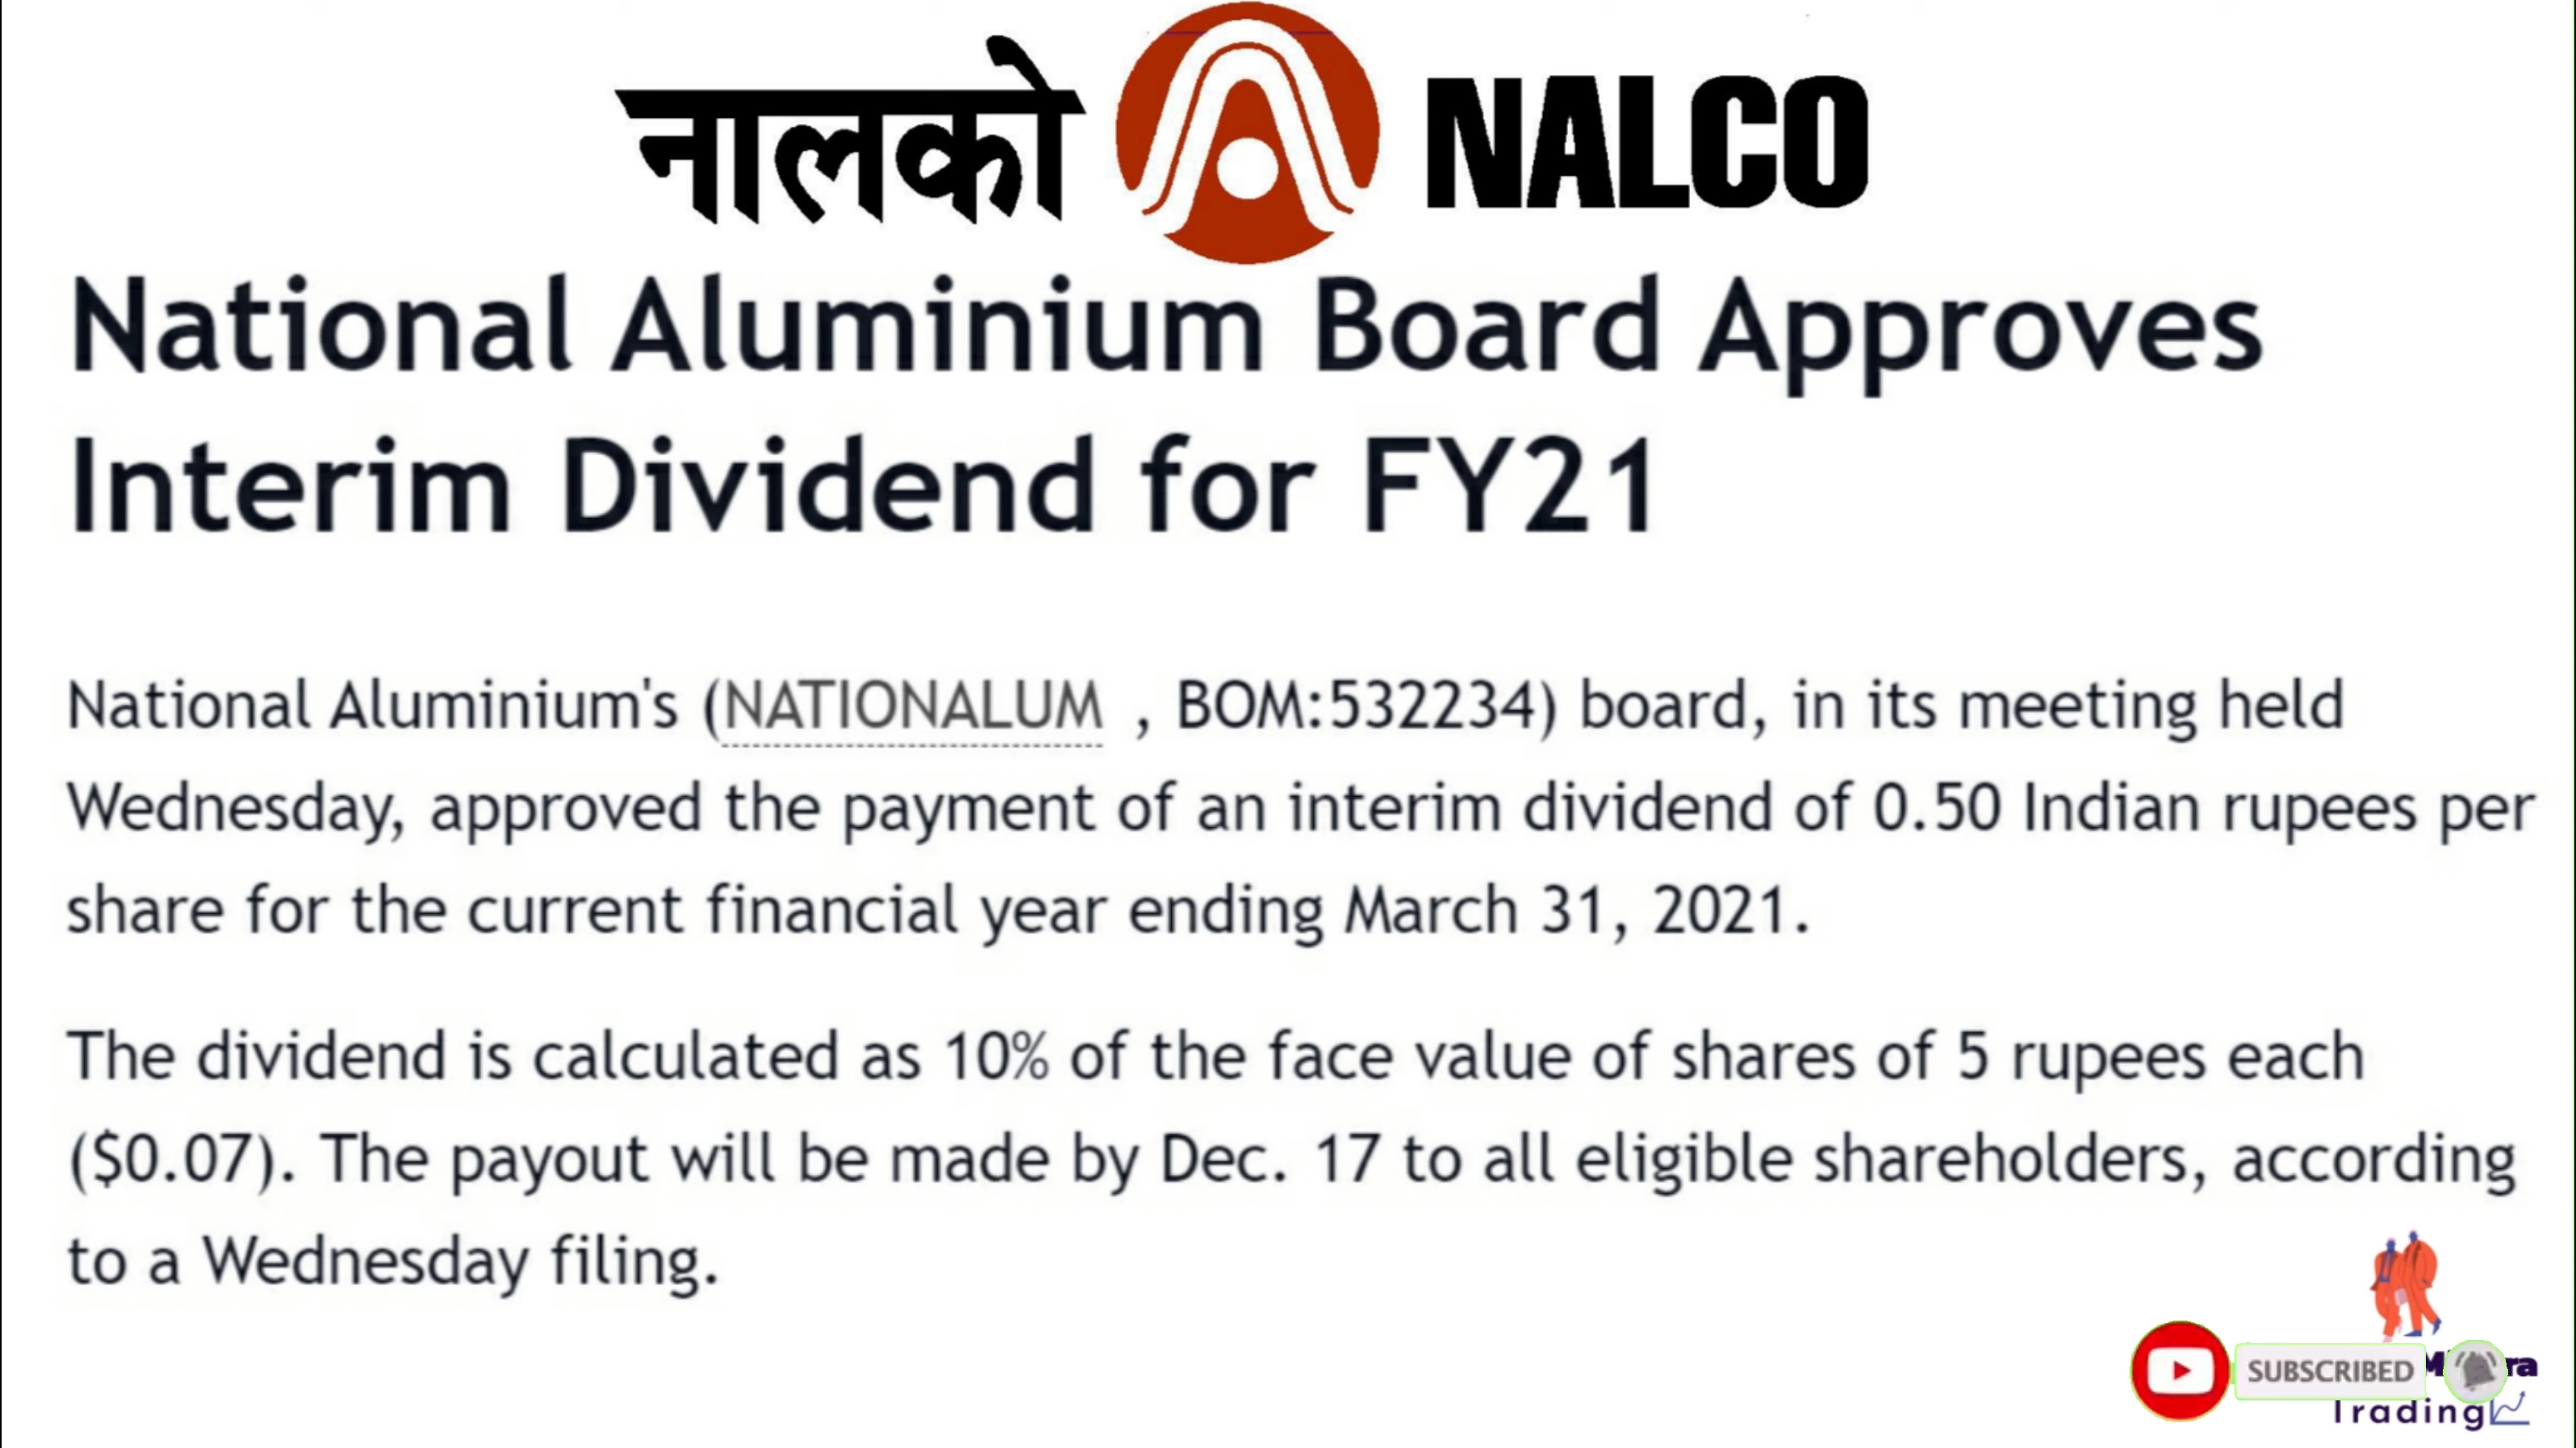 नालको NALCO
National Aluminium Board Approves
Interim Dividend for FY21
National Aluminium's (NATIONALUM , BOM:532234) board, in its meeting held
Wednesday, approved the payment of an interim dividend of 0.50 Indian rupees per
share for the current financial year ending March 31, 2021.
The dividend is calculated as 10% of the face value of shares of 5 rupees each
($0.07). The payout will be made by Dec. 17 to all eligible shareholders, according
to a Wednesday filing.
SUBSCRIBED
Trading